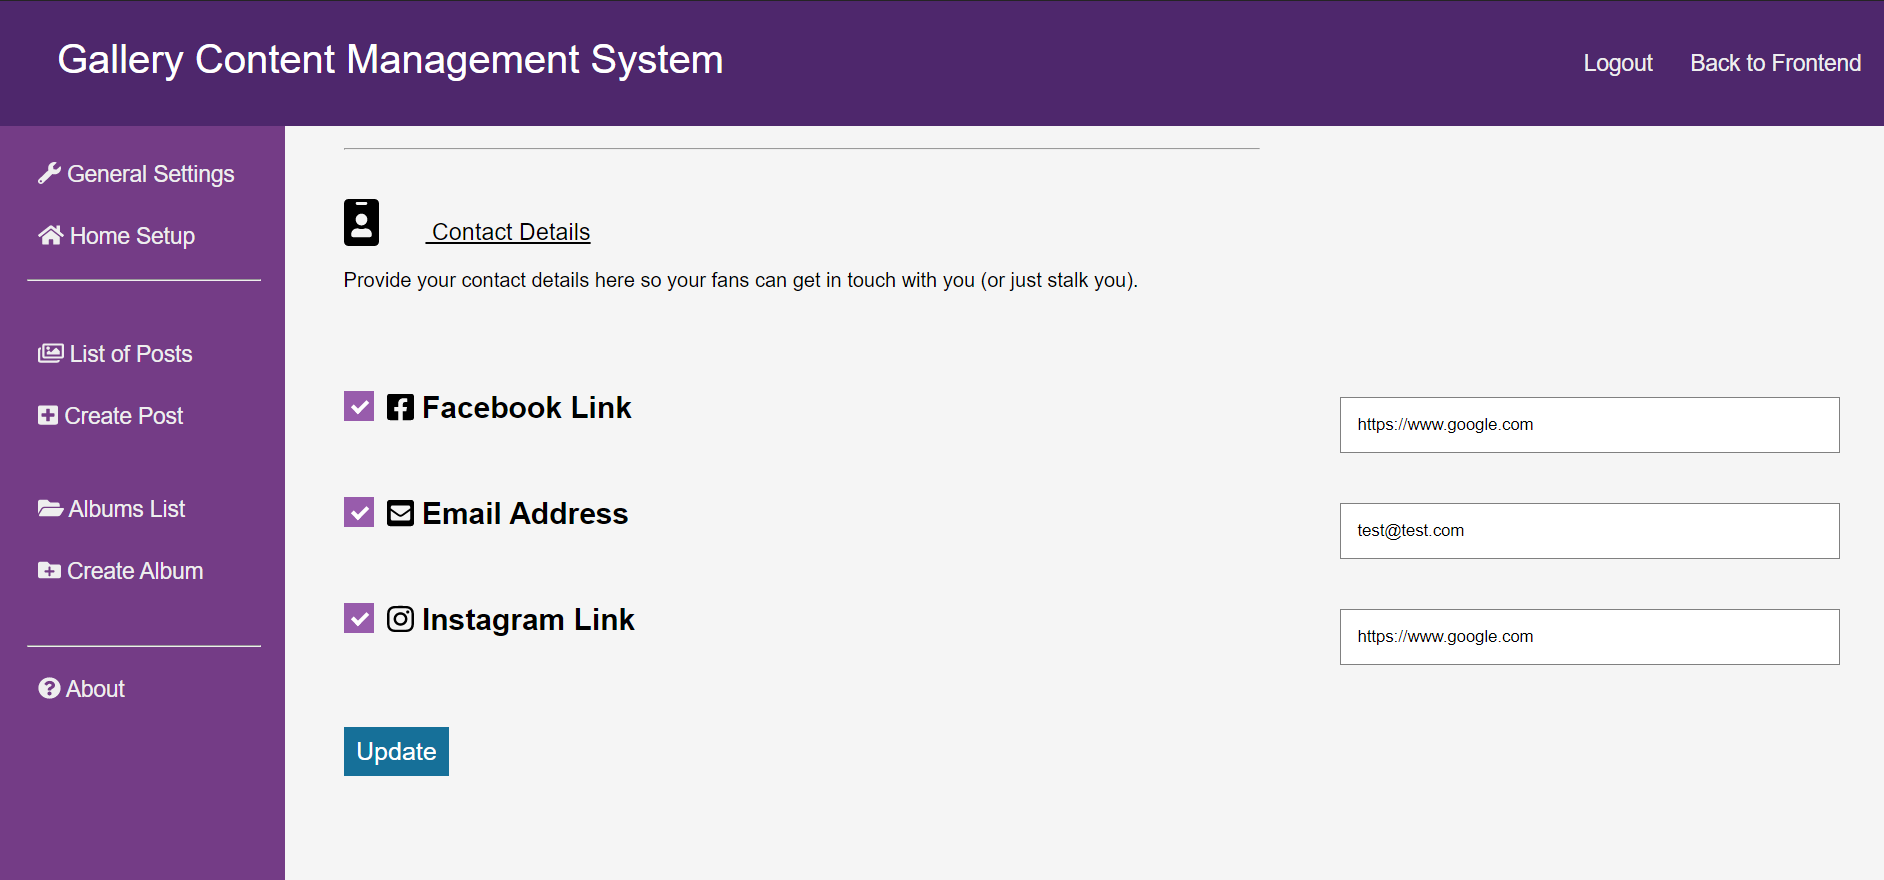 Gallery Content Management System
Logout
Back to Frontend
General Settings
Home Setup
List of Posts
Create Post
Albums List
Create Album
About
Contact Details
Provide your contact details here so your fans can get in touch with you (or just stalk you).
Facebook Link
https://www.google.com
Email Address
test@test.com
Instagram Link
https://www.google.com
Update